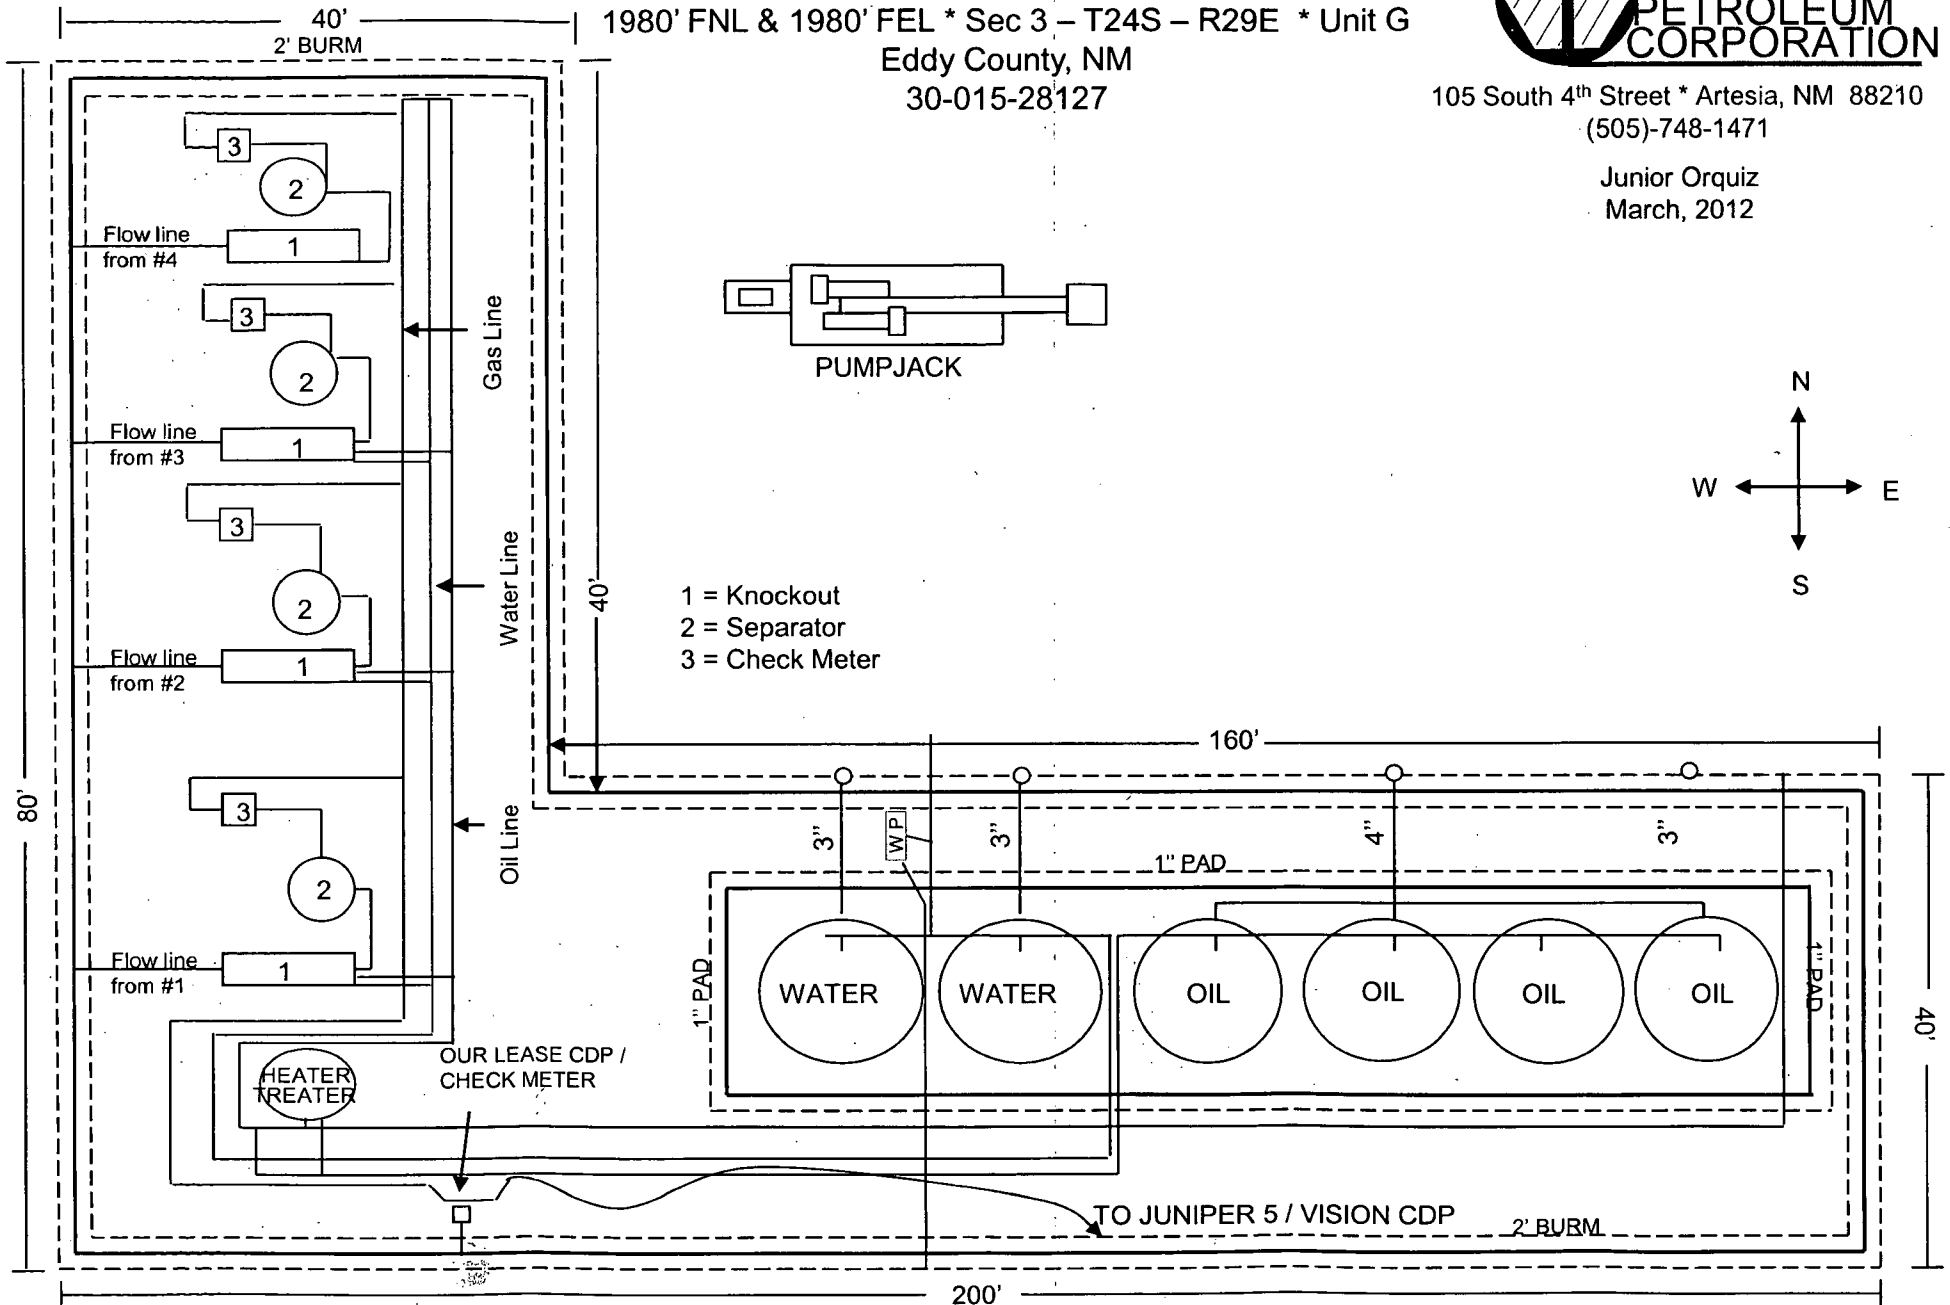 40'
2' BURM
1980' FNL & 1980' FEL * Sec 3 – T24S – R29E * Unit G
Eddy County, NM
30-015-28127
PETROLEUM
CORPORATION
105 South 4th Street * Artesia, NM 88210
(505)-748-1471
Junior Orquiz
March, 2012
3
2
Flow line
from #4
1
3
2
Gas Line
PUMPJACK
Flow line
from #3
1
N
W
E
S
3
2
Water Line
40'
1 = Knockout
2 = Separator
3 = Check Meter
Flow line
from #2
1
160'
80'
3
2
Oil Line
3"
W P
3"
4"
3"
1" PAD
Flow line
from #1
1
1" PAD
WATER
WATER
OIL
OIL
OIL
OIL
1" PAD
40'
HEATER
TREATER
OUR LEASE CDP /
CHECK METER
TO JUNIPER 5 / VISION CDP
2' BURM
200'